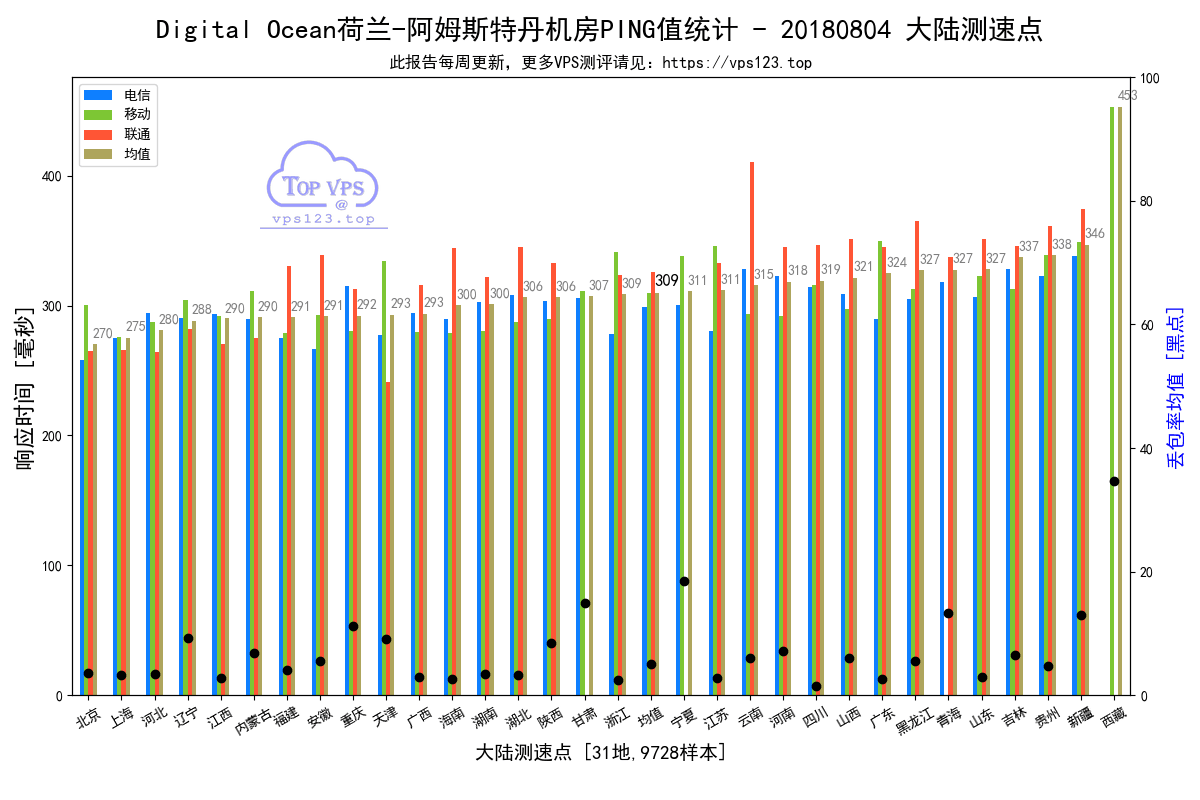 Digital Ocean荷兰-阿姆斯特丹机房PING值统计 - 20180804 大陆测速点
此报告每周更新，更多VPS测评请见：https://vps123.top
电信
移动
联通
均值
TOP VPS
@
vps123.top
响应时间 [毫秒]
400
300
200
100
0
100
80
60
40
20
0
丢包率均值 [黑点]
270 275 280 288 290 290 291 291 292 293 293 300 300 306 306 307 309 309 311 311 315 318 319 321 324 327 327 327 337 338 346 453
北京 上海 河北 辽宁 江西 内蒙古 福建 安徽 重庆 天津 广西 海南 湖南 湖北 陕西 甘肃 浙江 均值 宁夏 江苏 云南 河南 四川 山西 广东 黑龙江 青海 山东 吉林 贵州 新疆 西藏
大陆测速点 [31地,9728样本]